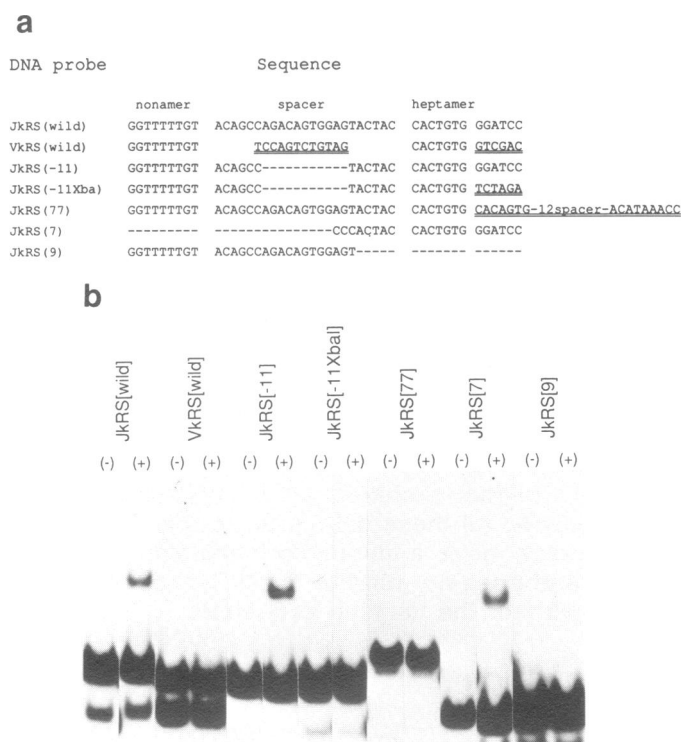 a
DNA probe Sequence
nonamer spacer heptamer
JkRS(wild) GGTTTTTGT ACAGCCAGACAGTGGAGTACTAC CACTGTG GGATCC
VkRS(wild) TCCAGTCTGTAG CACTGTG GTCGAC
JkRS(-11) GGTTTTTGT ACAGCC-----------TACTAC CACTGTG GGATCC
JkRS(-11Xba) GGTTTTTGT ACAGCC-----------TACTAC CACTGTG TCTAGA
JkRS(77) GGTTTTTGT ACAGCCAGACAGTGGAGTACTAC CACTGTG CACAGTG-12spacer-ACATAAACC
JkRS(7) --------- ---------------CCCACTAC CACTGTG GGATCC
JkRS(9) GGTTTTTGT ACAGCCAGACAGTGGAGT----- ------- ------
b
JkRS[wild] VkRS[wild] JkRS[-11] JkRS[-11XbaI] JkRS[77] JkRS[7] JkRS[9]
(-) (+) (-) (+) (-) (+) (-) (+) (-) (+) (-) (+) (-) (+)